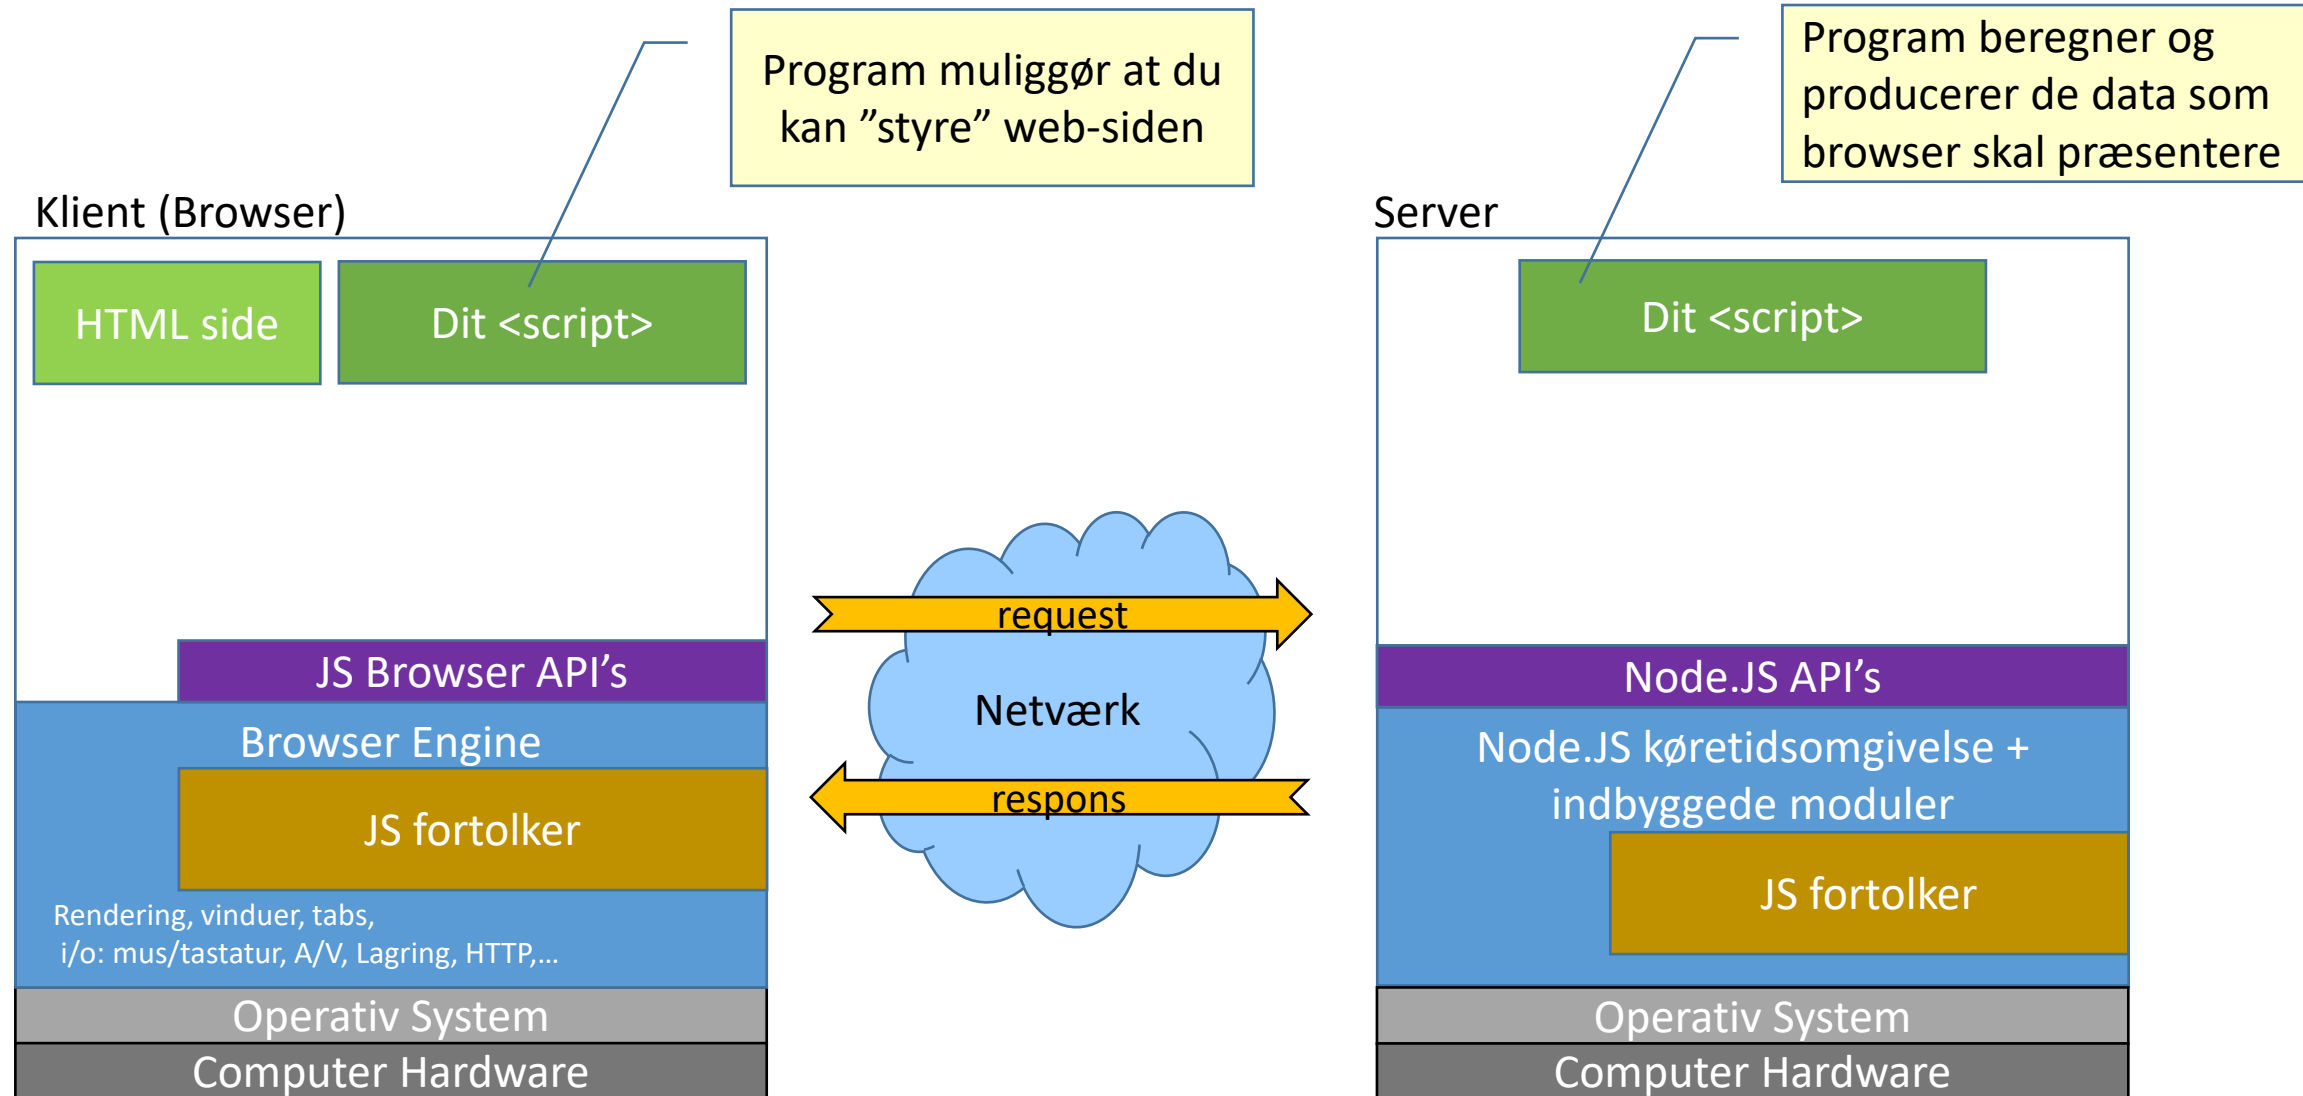 Program muliggør at du
kan ”styre” web-siden
Program beregner og
producerer de data som
browser skal præsentere
Klient (Browser)
HTML side
Dit <script>
JS Browser API’s
Browser Engine
JS fortolker
Rendering, vinduer, tabs,
i/o: mus/tastatur, A/V, Lagring, HTTP,...
Operativ System
Computer Hardware
request
Netværk
respons
Server
Dit <script>
Node.JS API’s
Node.JS køretidsomgivelse +
indbyggede moduler
JS fortolker
Operativ System
Computer Hardware